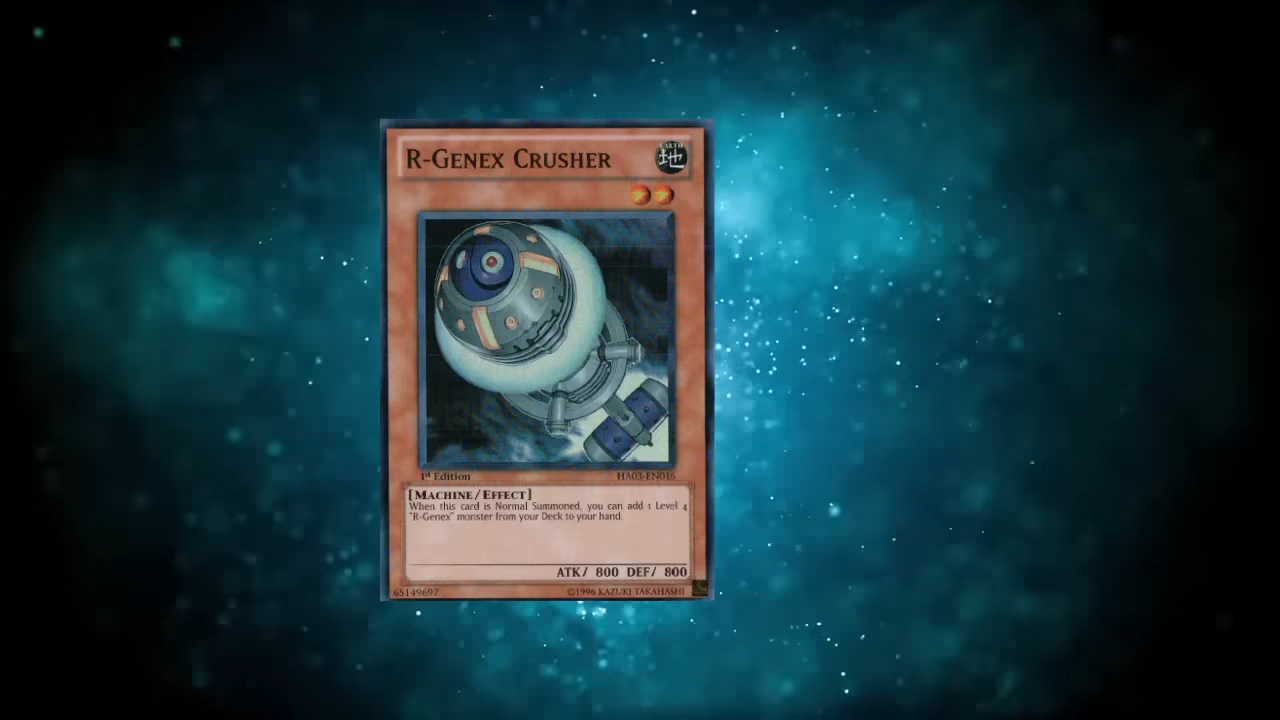 R-Genex Crusher
EARTH
地
1st Edition
HA03-EN016
[Machine/Effect]
When this card is Normal Summoned, you can add 1 Level 4
"R-Genex" monster from your Deck to your hand.
ATK/ 800 DEF/ 800
65149697
©1996 KAZUKI TAKAHASHI